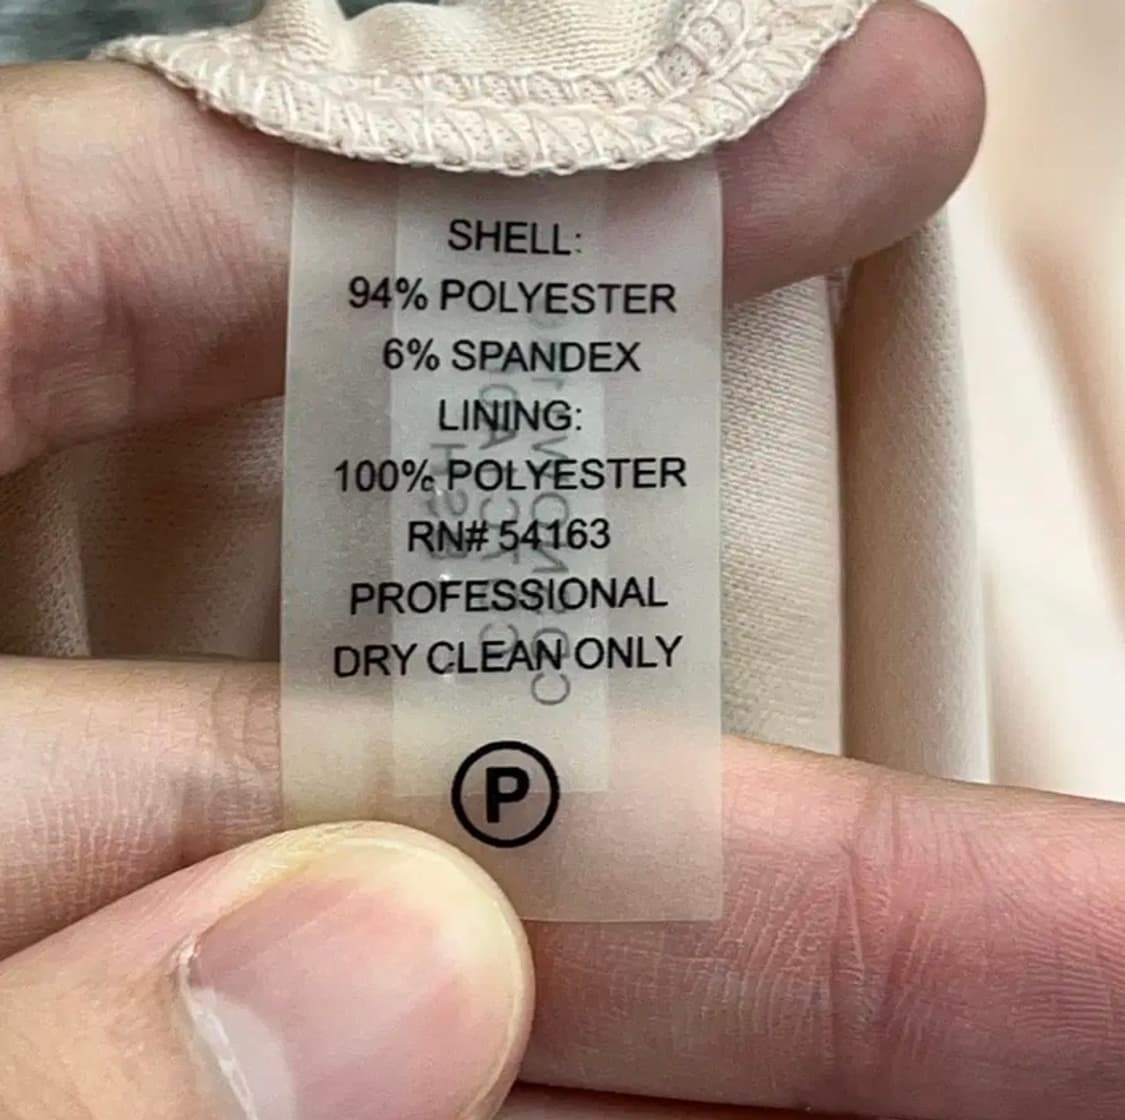 SHELL:
94% POLYESTER
6% SPANDEX
LINING:
100% POLYESTER
RN# 54163
PROFESSIONAL
DRY CLEAN ONLY
P